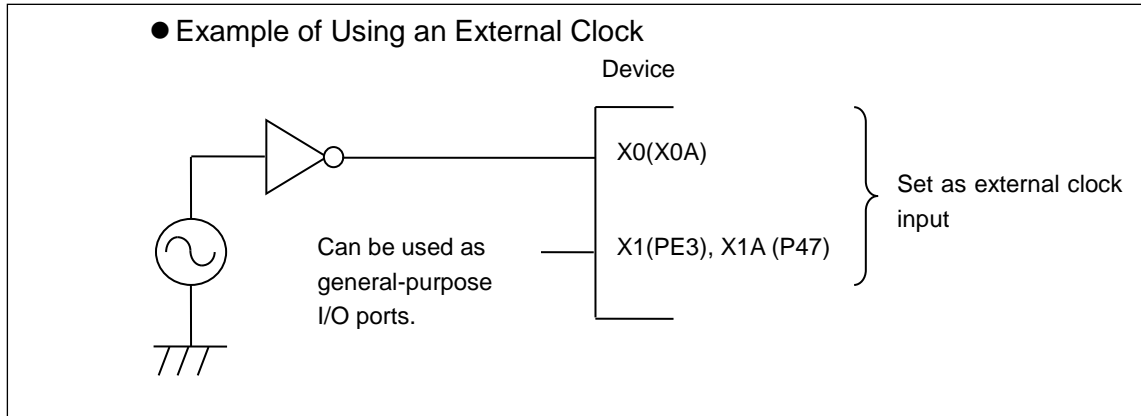 ● Example of Using an External Clock
Device
X0(X0A)
Set as external clock
input
Can be used as
general-purpose
I/O ports.
X1(PE3), X1A (P47)